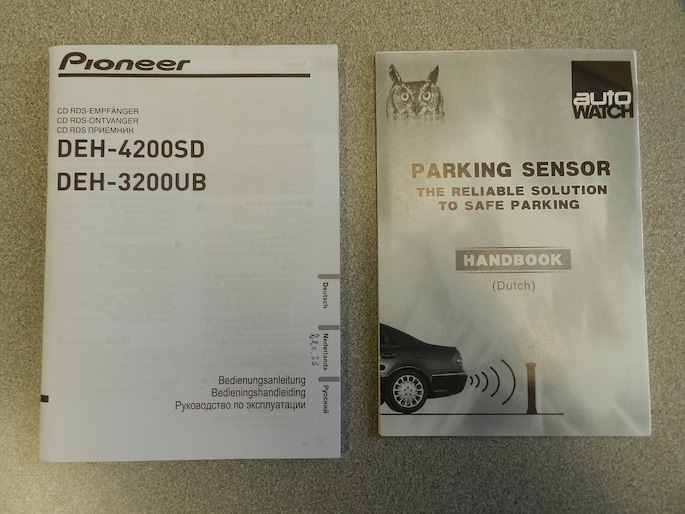 Pioneer
CD RDS-EMPFÄNGER
CD RDS-ONTVANGER
CD RDS ПРИЕМНИК
DEH-4200SD
DEH-3200UB
Deutsch
Nederlands
Русский
Bedienungsanleitung
Bedieningshandleiding
Руководство по эксплуатации
auto
WATCH
PARKING SENSOR
THE RELIABLE SOLUTION
TO SAFE PARKING
HANDBOOK
(Dutch)